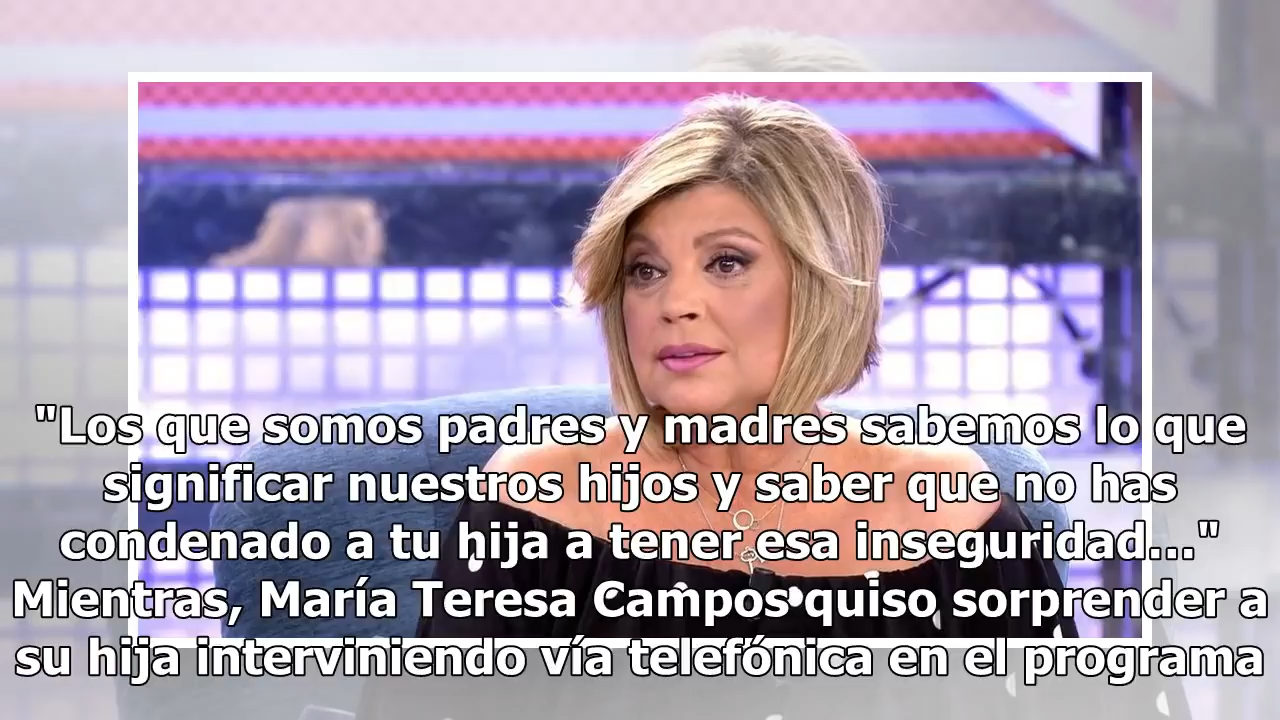 "Los que somos padres y madres sabemos lo que
significar nuestros hijos y saber que no has
condenado a tu hija a tener esa inseguridad..."
Mientras, María Teresa Campos quiso sorprender a
su hija interviniendo vía telefónica en el programa